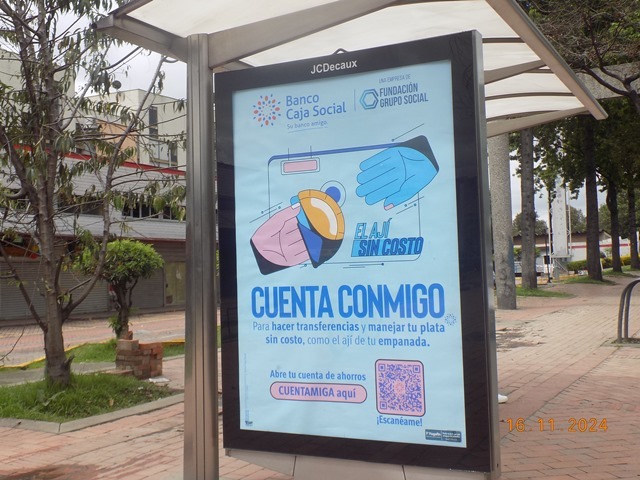 JCDecaux
Banco
Caja Social
Su banco amigo.
UNA EMPRESA DE
FUNDACIÓN
GRUPO SOCIAL
EL AJÍ
SIN COSTO
CUENTA CONMIGO
Para hacer transferencias y manejar tu plata
sin costo, como el ají de tu empanada.
Abre tu cuenta de ahorros
CUENTAMIGA aquí
¡Escanéame!
16.11.2024